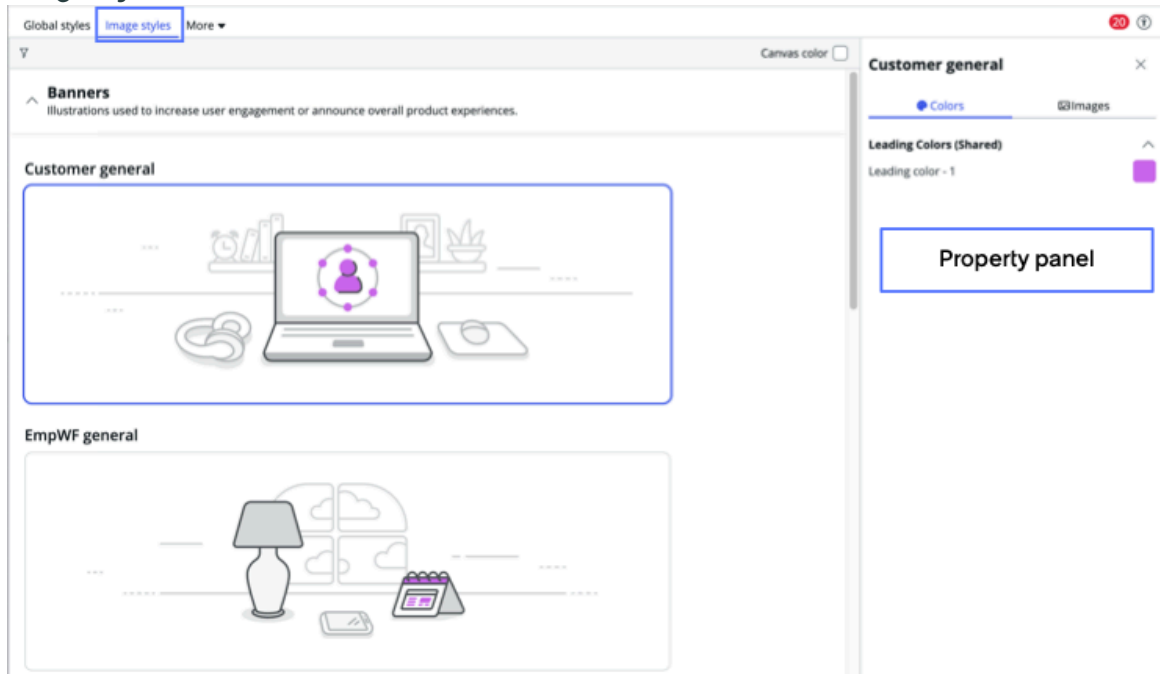 Global styles Image styles More
20
Canvas color
Banners
Illustrations used to increase user engagement or announce overall product experiences.
Customer general
EmpWF general
Customer general
Colors Images
Leading Colors (Shared)
Leading color - 1
Property panel